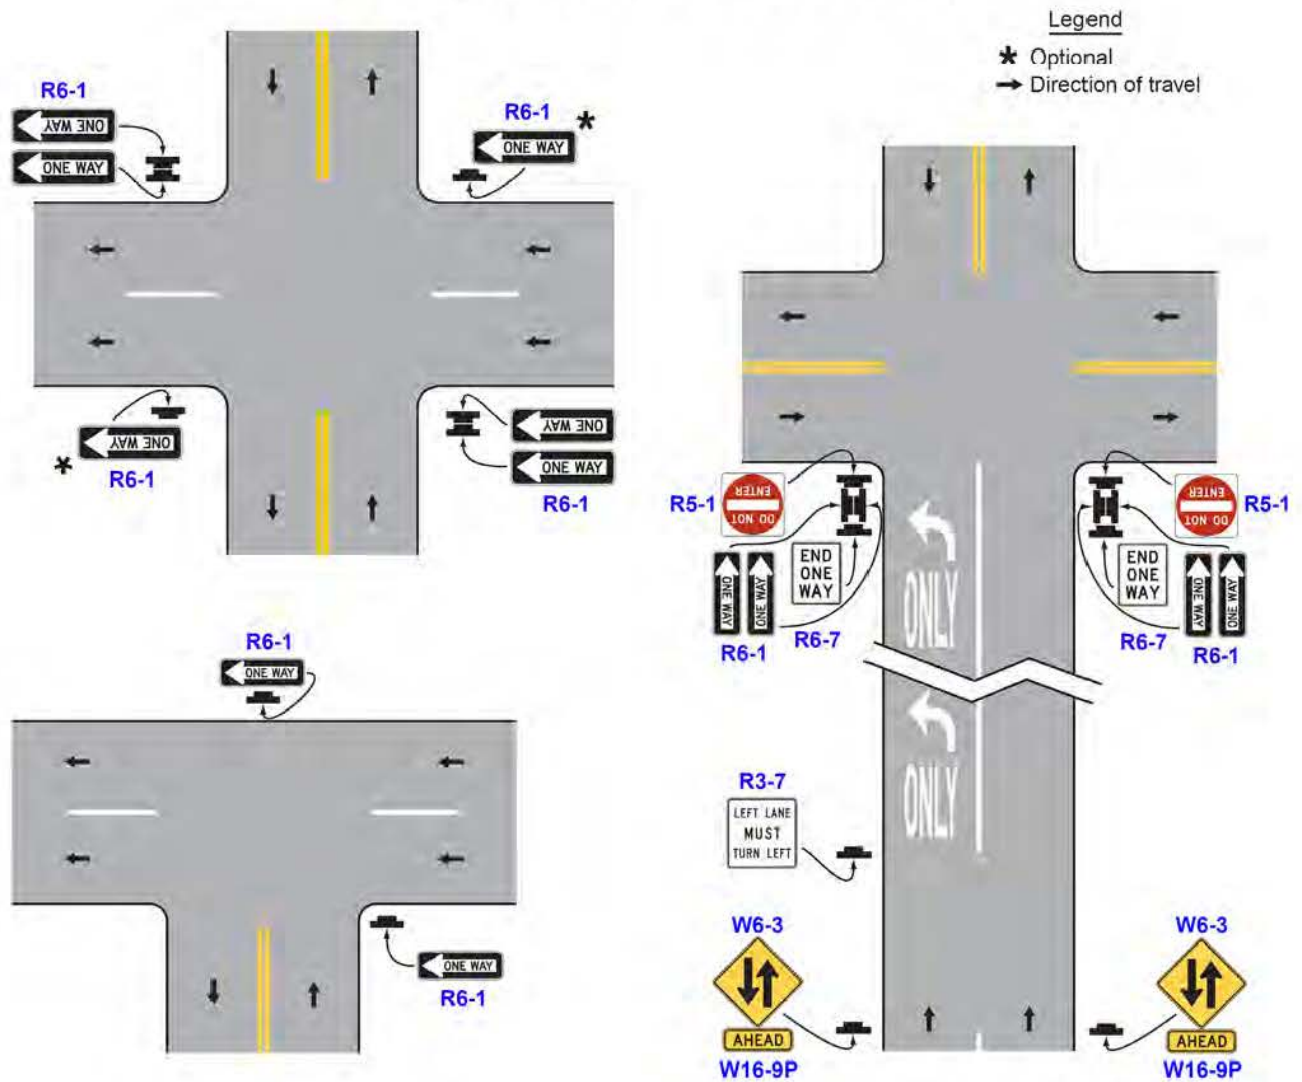 Legend
* Optional
Direction of travel
R6-1
ONE WAY
ONE WAY
R6-1
*
ONE WAY
ONE WAY
*
R6-1
ONE WAY
ONE WAY
R6-1
R6-1
ONE WAY
ONE WAY
R6-1
R5-1
DO NOT
ENTER
ONE WAY
ONE WAY
R6-1
END
ONE
WAY
R6-7
ONLY
DO NOT
ENTER
R5-1
END
ONE
WAY
R6-7
ONE WAY
ONE WAY
R6-1
ONLY
R3-7
LEFT LANE
MUST
TURN LEFT
W6-3
AHEAD
W16-9P
W6-3
AHEAD
W16-9P